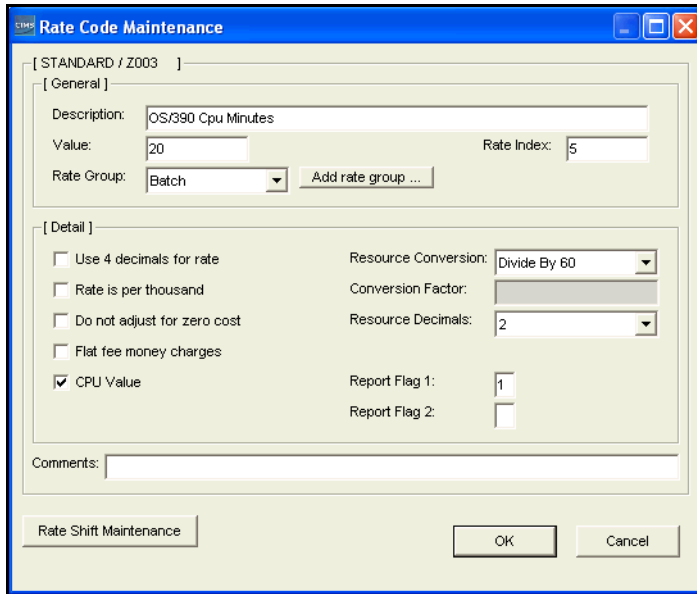 CIMS Rate Code Maintenance
[ STANDARD / Z003 ]
[ General ]
Description: OS/390 Cpu Minutes
Value: 20 Rate Index: 5
Rate Group: Batch Add rate group ...
[ Detail ]
Use 4 decimals for rate Resource Conversion: Divide By 60
Rate is per thousand Conversion Factor:
Do not adjust for zero cost Resource Decimals: 2
Flat fee money charges
CPU Value Report Flag 1: 1
Report Flag 2:
Comments:
Rate Shift Maintenance OK Cancel